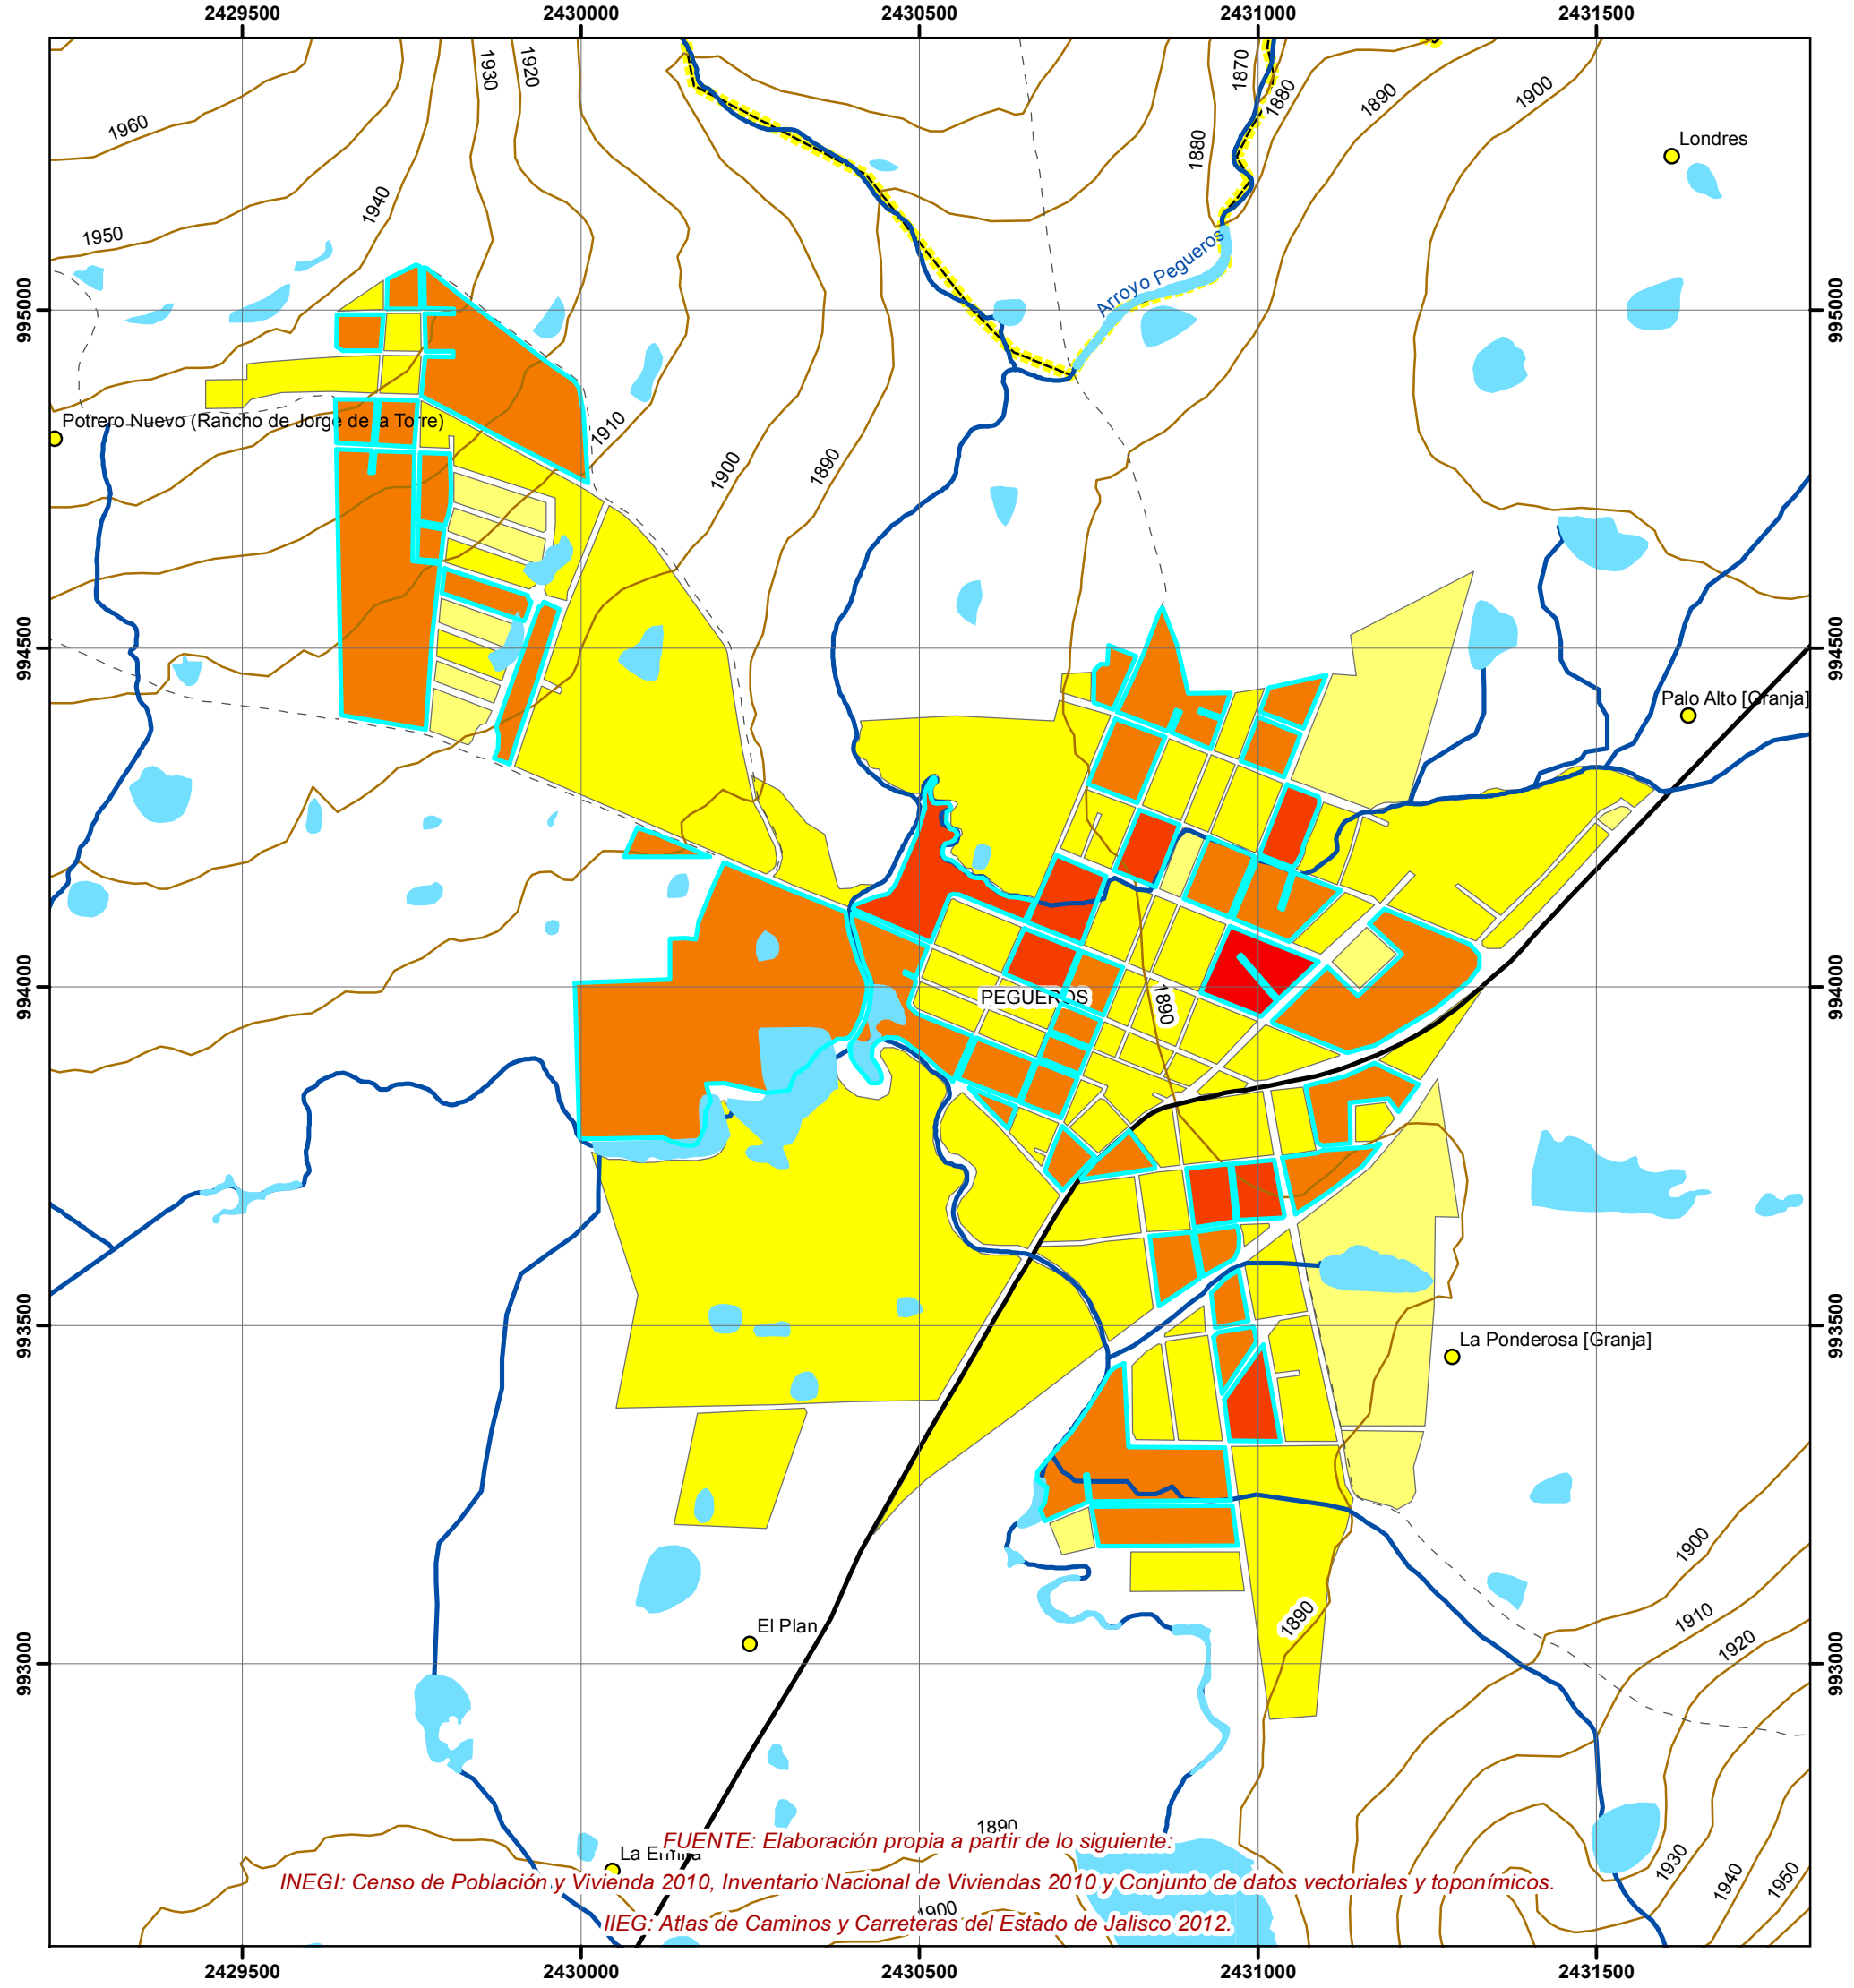 2429500 2430000 2430500 2431000 2431500
1930
1920
1870
1880
1890
1900
1960
1880
Londres
1940
1950
Arroyo Pegueros
995000
995000
Potrero Nuevo (Rancho de Jorge de la Torre)
1910
1900
1890
994500
994500
Palo Alto [Granja]
994000
994000
PEGUEROS
1890
993500
993500
La Ponderosa [Granja]
1900
1910
1920
El Plan
1890
993000
993000
1890
FUENTE: Elaboración propia a partir de lo siguiente:
La Ermita
1930
1940
1950
INEGI: Censo de Población y Vivienda 2010, Inventario Nacional de Viviendas 2010 y Conjunto de datos vectoriales y toponímicos.
1900
IIEG: Atlas de Caminos y Carreteras del Estado de Jalisco 2012.
2429500 2430000 2430500 2431000 2431500